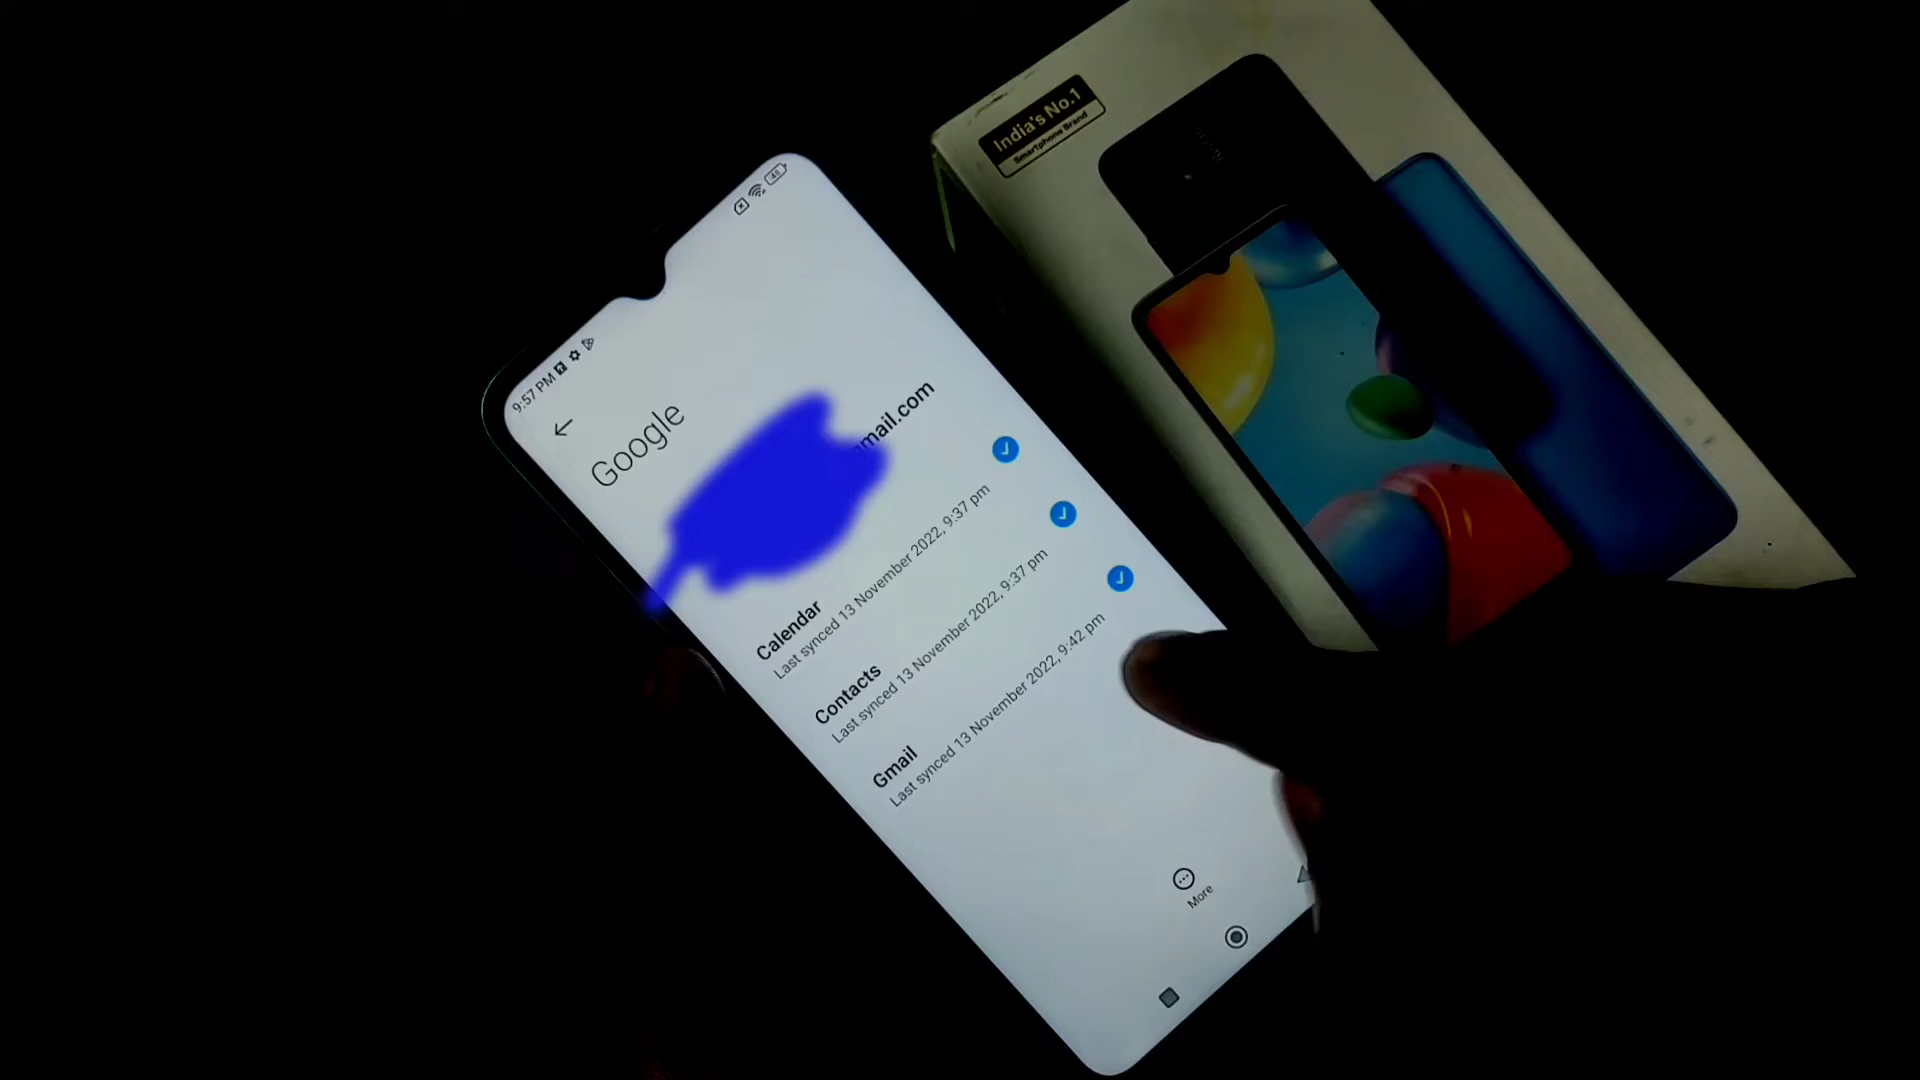 9:57 PM
Google
gmail.com
Calendar
Last synced 13 November 2022, 9:37 pm
Contacts
Last synced 13 November 2022, 9:37 pm
Gmail
Last synced 13 November 2022, 9:42 pm
More
India's No.1
Smartphone Brand